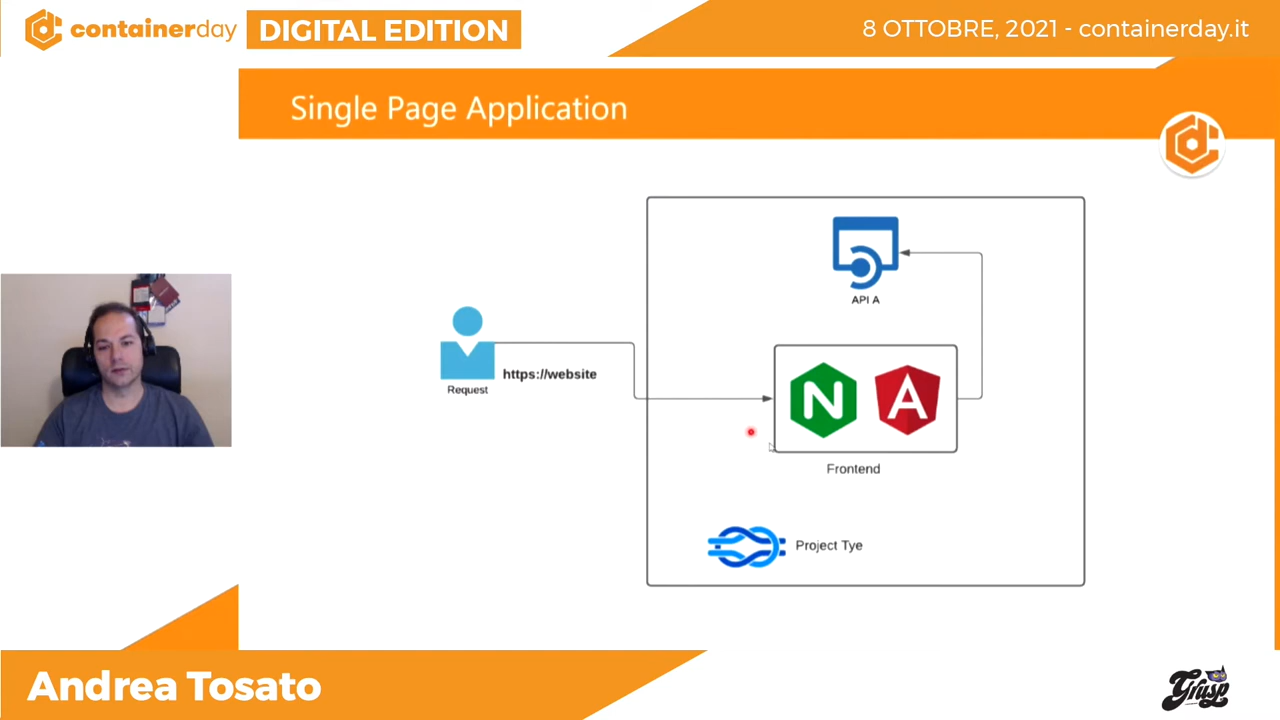 containerday
DIGITAL EDITION
8 OTTOBRE, 2021 - containerday.it
Single Page Application
API A
https://website
Request
N
A
Frontend
Project Tye
Andrea Tosato
Grusp